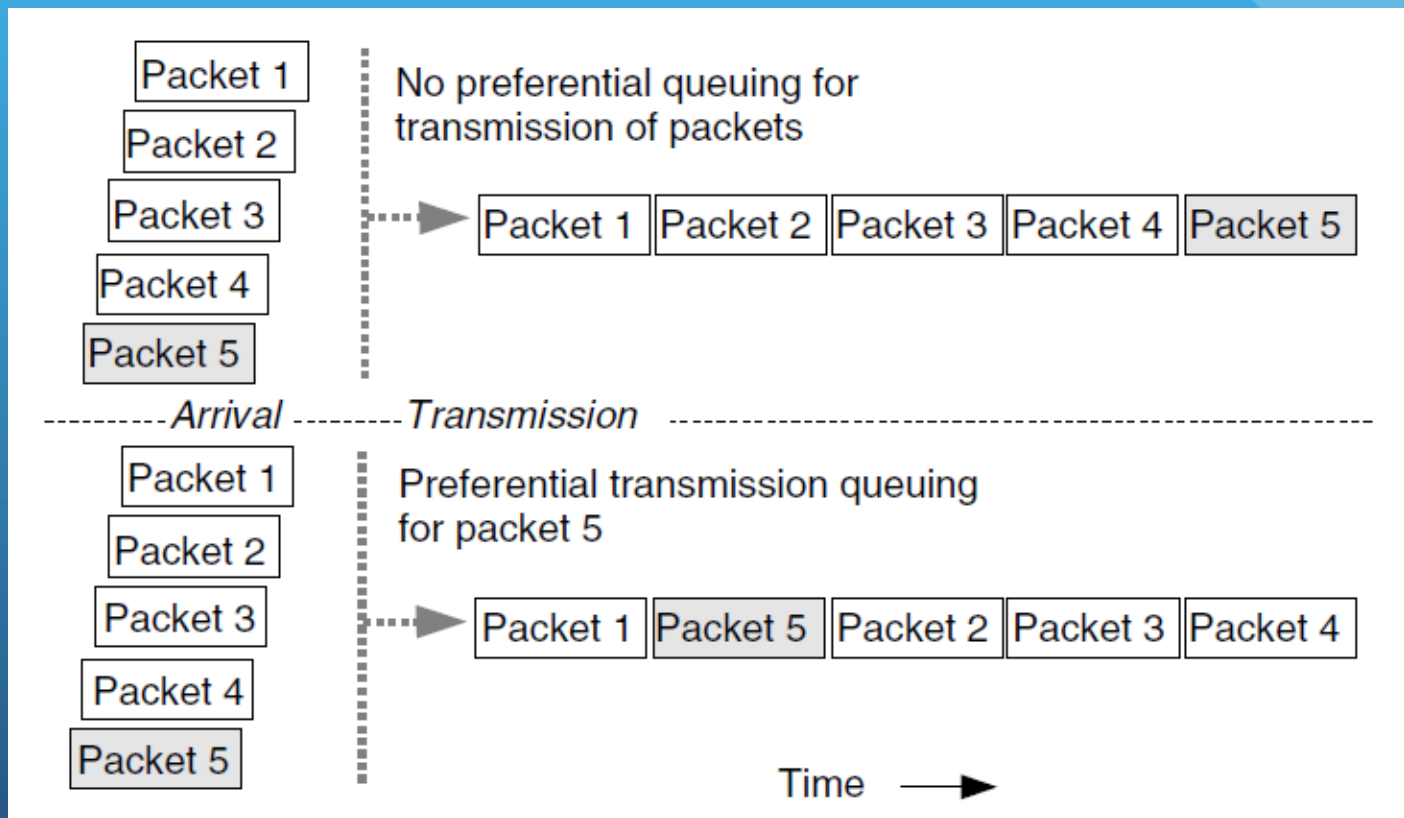 Packet 1
Packet 2
Packet 3
Packet 4
Packet 5
No preferential queuing for
transmission of packets
Packet 1 Packet 2 Packet 3 Packet 4 Packet 5
Arrival Transmission
Packet 1
Packet 2
Packet 3
Packet 4
Packet 5
Preferential transmission queuing
for packet 5
Packet 1 Packet 5 Packet 2 Packet 3 Packet 4
Time